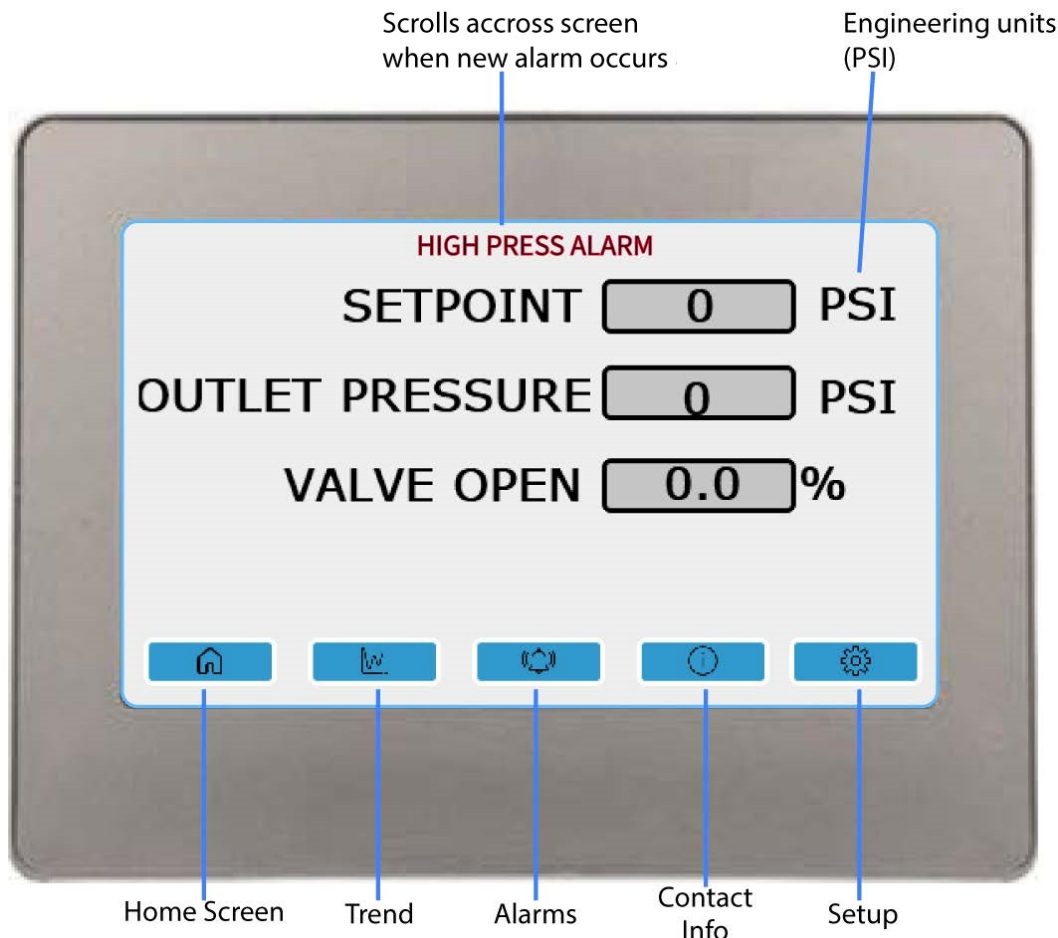 Scrolls accross screen
when new alarm occurs
Engineering units
(PSI)
HIGH PRESS ALARM
SETPOINT 0 PSI
OUTLET PRESSURE 0 PSI
VALVE OPEN 0.0 %
Home Screen
Trend
Alarms
Contact
Info
Setup